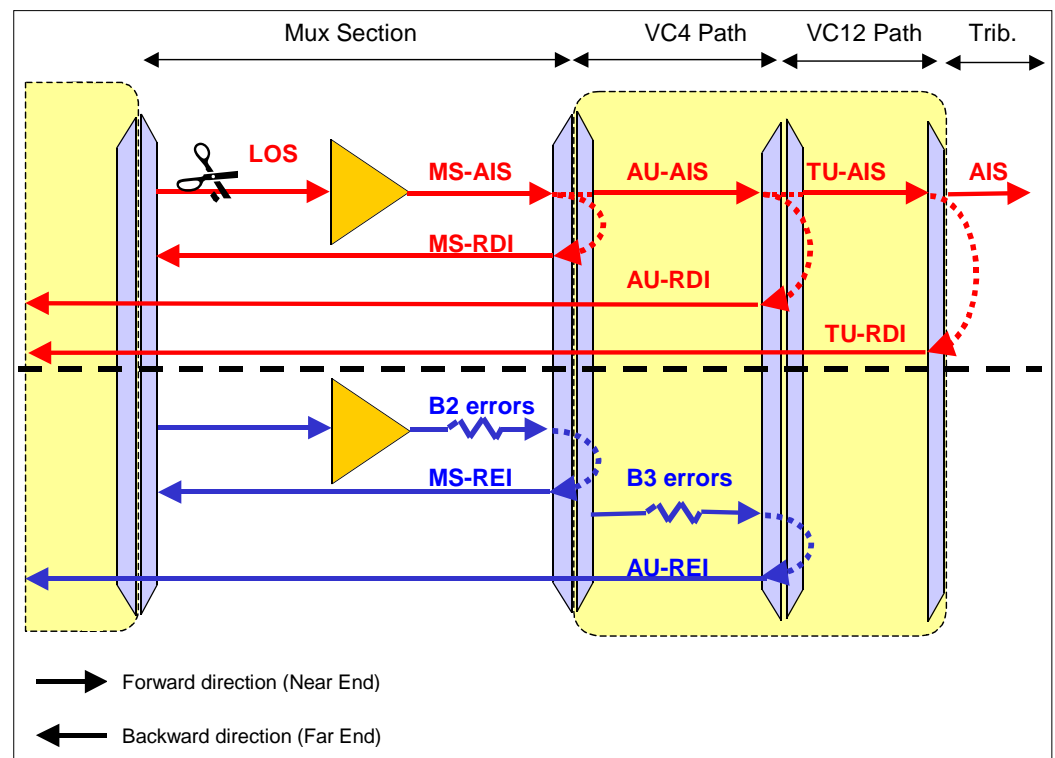 Mux Section
VC4 Path
VC12 Path
Trib.
LOS
MS-AIS
AU-AIS
TU-AIS
AIS
MS-RDI
AU-RDI
TU-RDI
B2 errors
MS-REI
B3 errors
AU-REI
Forward direction (Near End)
Backward direction (Far End)